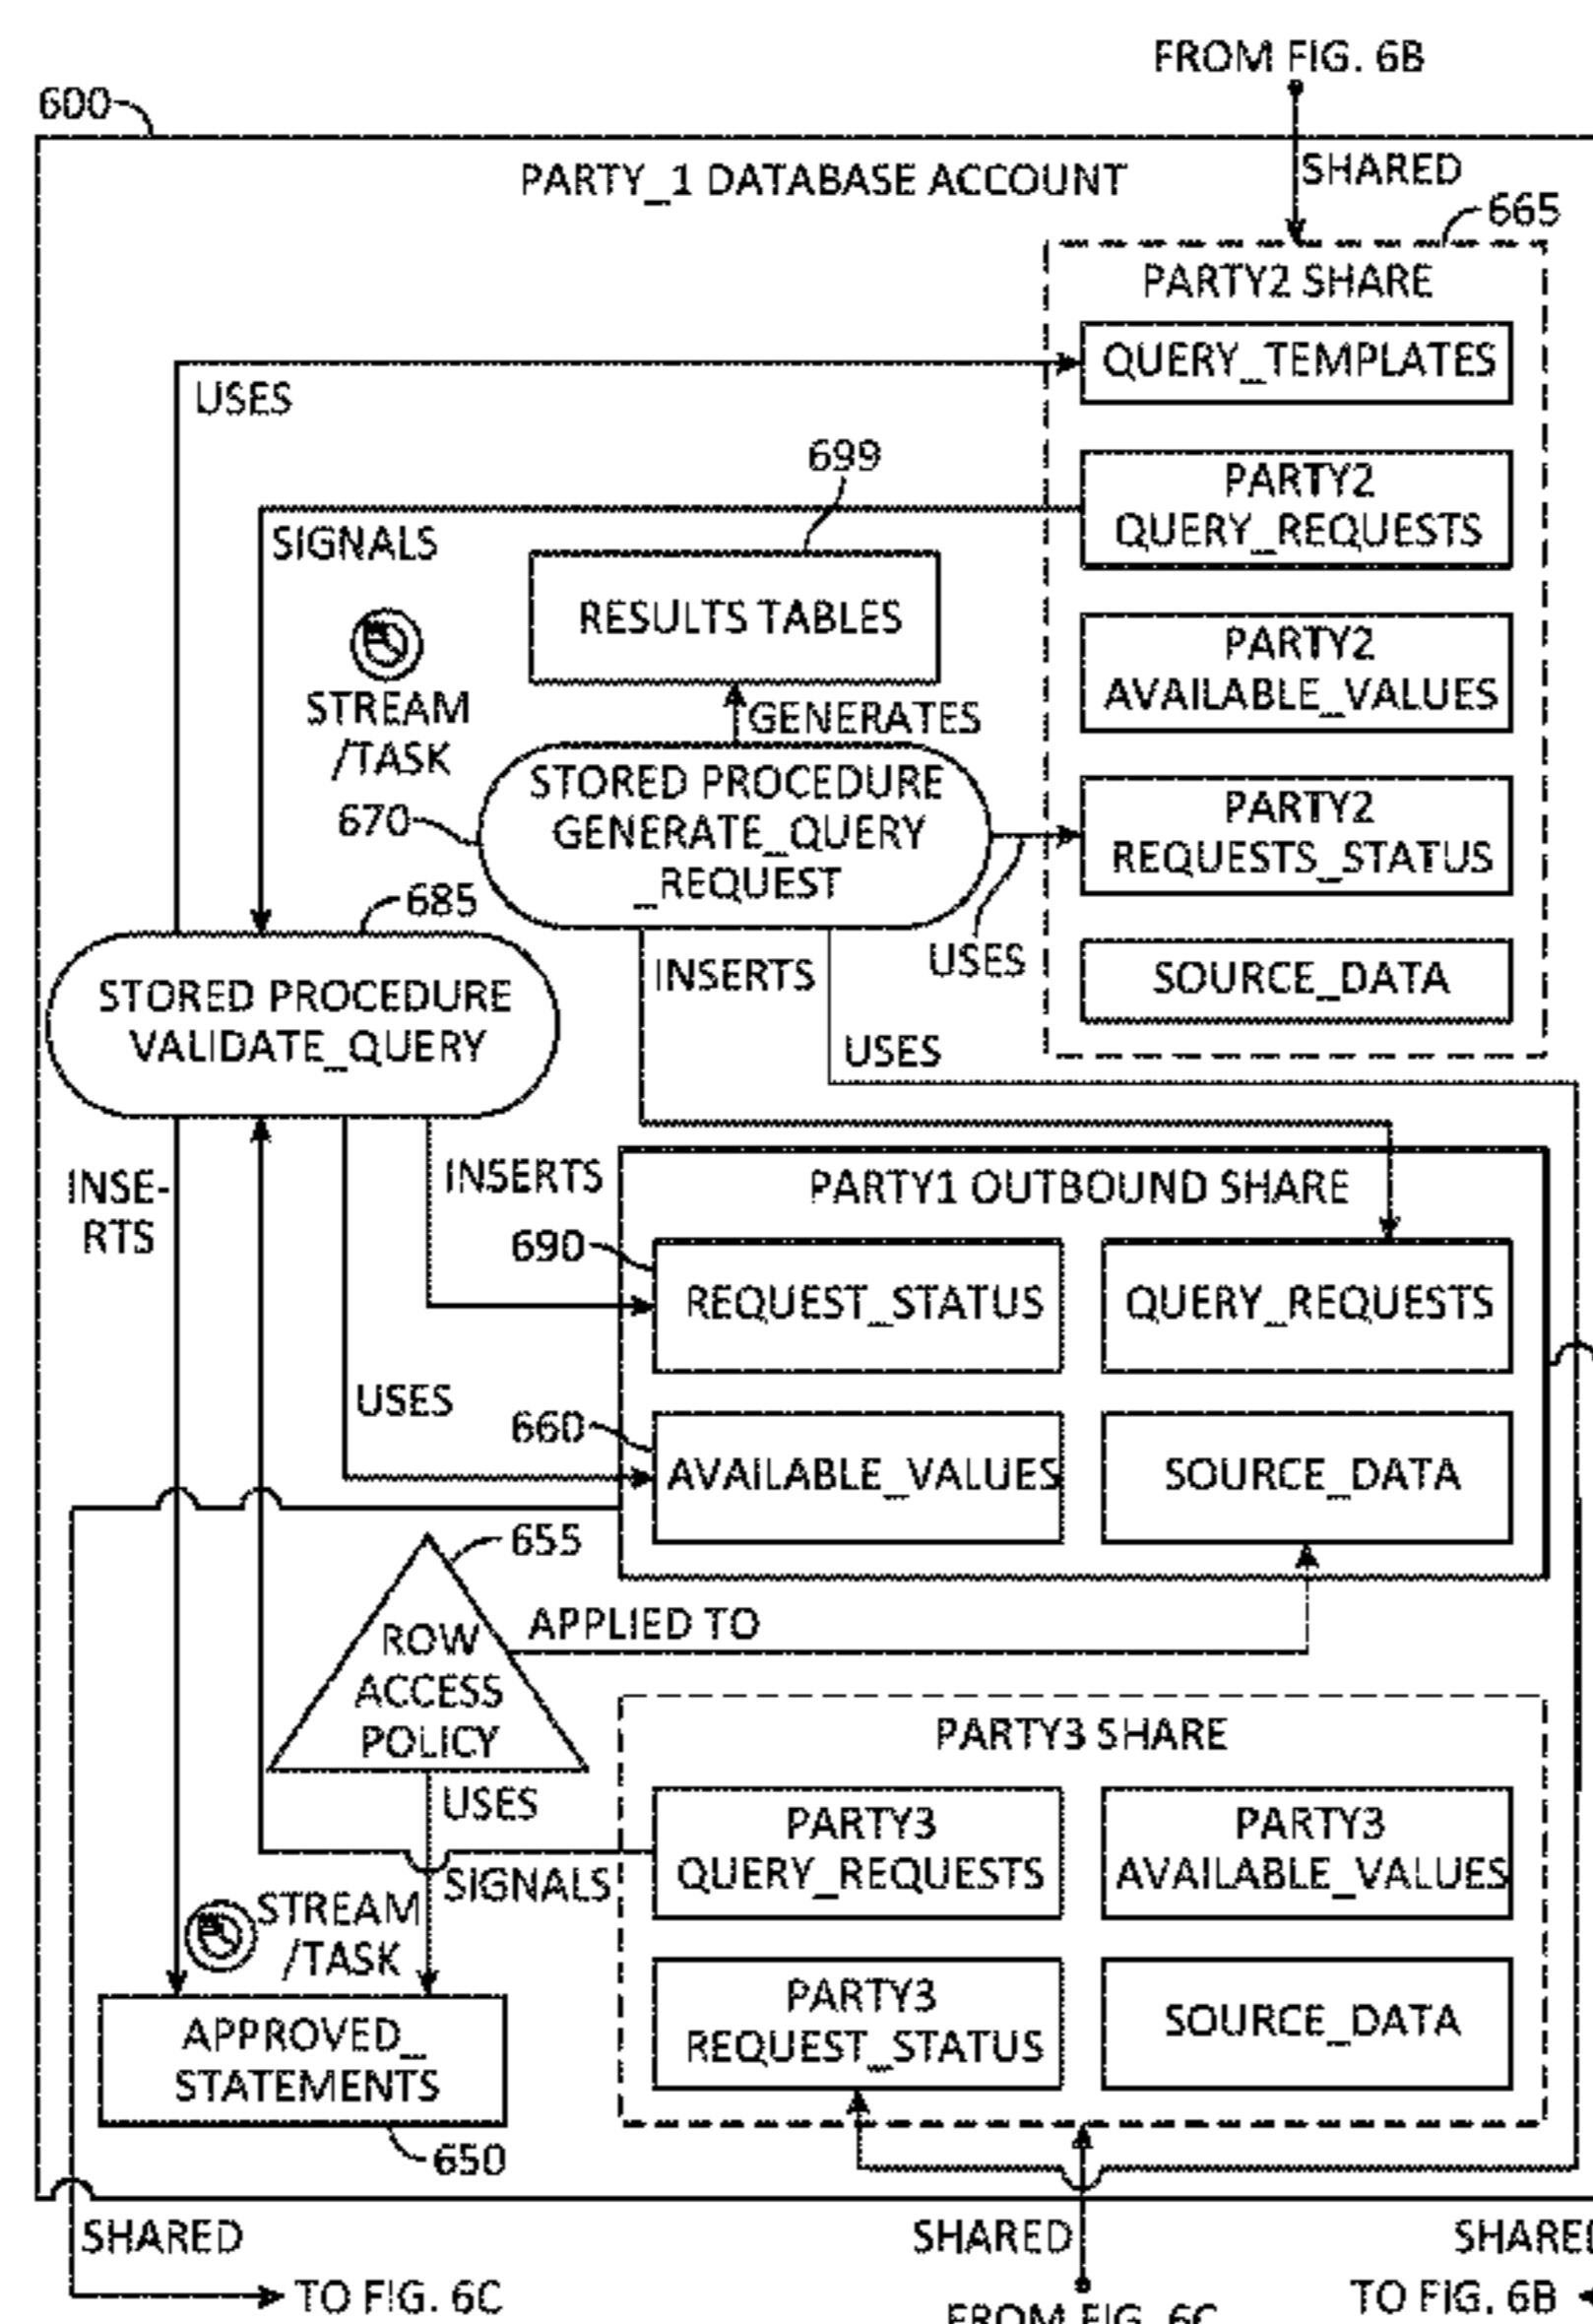 FROM FIG. 6B
600
PARTY_1 DATABASE ACCOUNT
SHARED
665
PARTY2 SHARE
QUERY_TEMPLATES
USES
699
PARTY2
QUERY_REQUESTS
SIGNALS
RESULTS TABLES
PARTY2
AVAILABLE_VALUES
STREAM
/TASK
GENERATES
STORED PROCEDURE
GENERATE_QUERY
_REQUEST
670
PARTY2
REQUESTS_STATUS
685
USES
INSERTS
SOURCE_DATA
STORED PROCEDURE
VALIDATE_QUERY
USES
INSE-
RTS
INSERTS
PARTY1 OUTBOUND SHARE
690
REQUEST_STATUS
QUERY_REQUESTS
USES
660
AVAILABLE_VALUES
SOURCE_DATA
655
APPLIED TO
ROW
ACCESS
POLICY
PARTY3 SHARE
USES
PARTY3
QUERY_REQUESTS
PARTY3
AVAILABLE_VALUES
SIGNALS
STREAM
/TASK
PARTY3
REQUEST_STATUS
SOURCE_DATA
APPROVED_
STATEMENTS
650
SHARED
SHARED
SHARED
TO FIG. 6C
TO FIG. 6B
FROM FIG. 6C